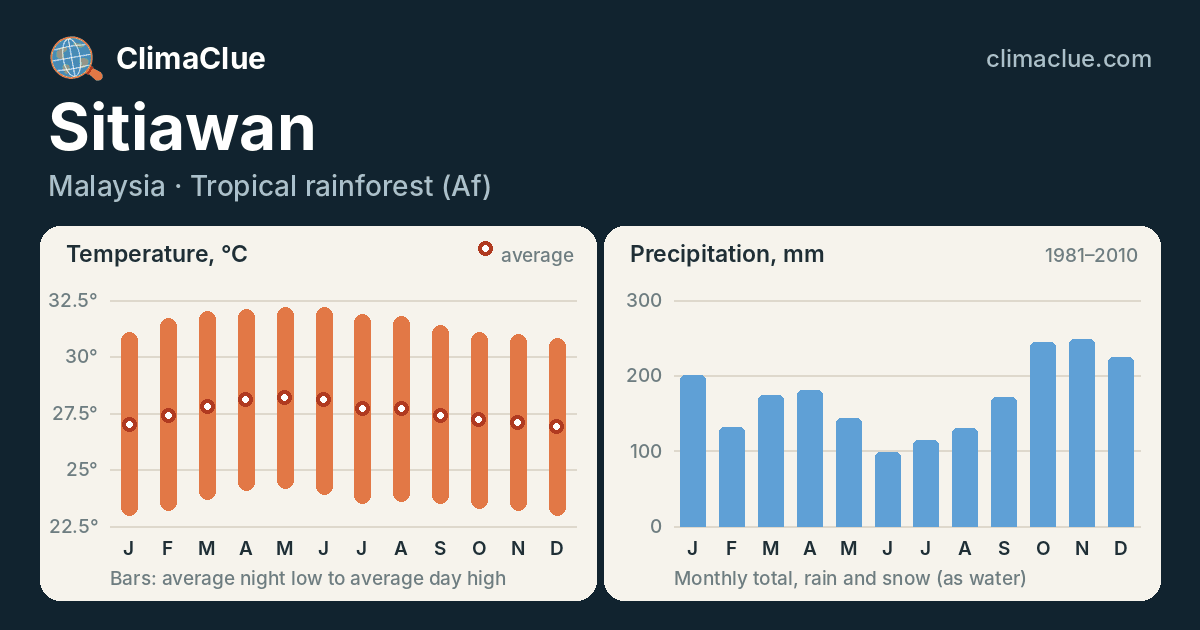 ClimaClue
climaclue.com
Sitiawan
Malaysia · Tropical rainforest (Af)
Temperature, °C
average
32.5°
30°
27.5°
25°
22.5°
J F M A M J J A S O N D
Bars: average night low to average day high
Precipitation, mm
1981–2010
300
200
100
0
J F M A M J J A S O N D
Monthly total, rain and snow (as water)